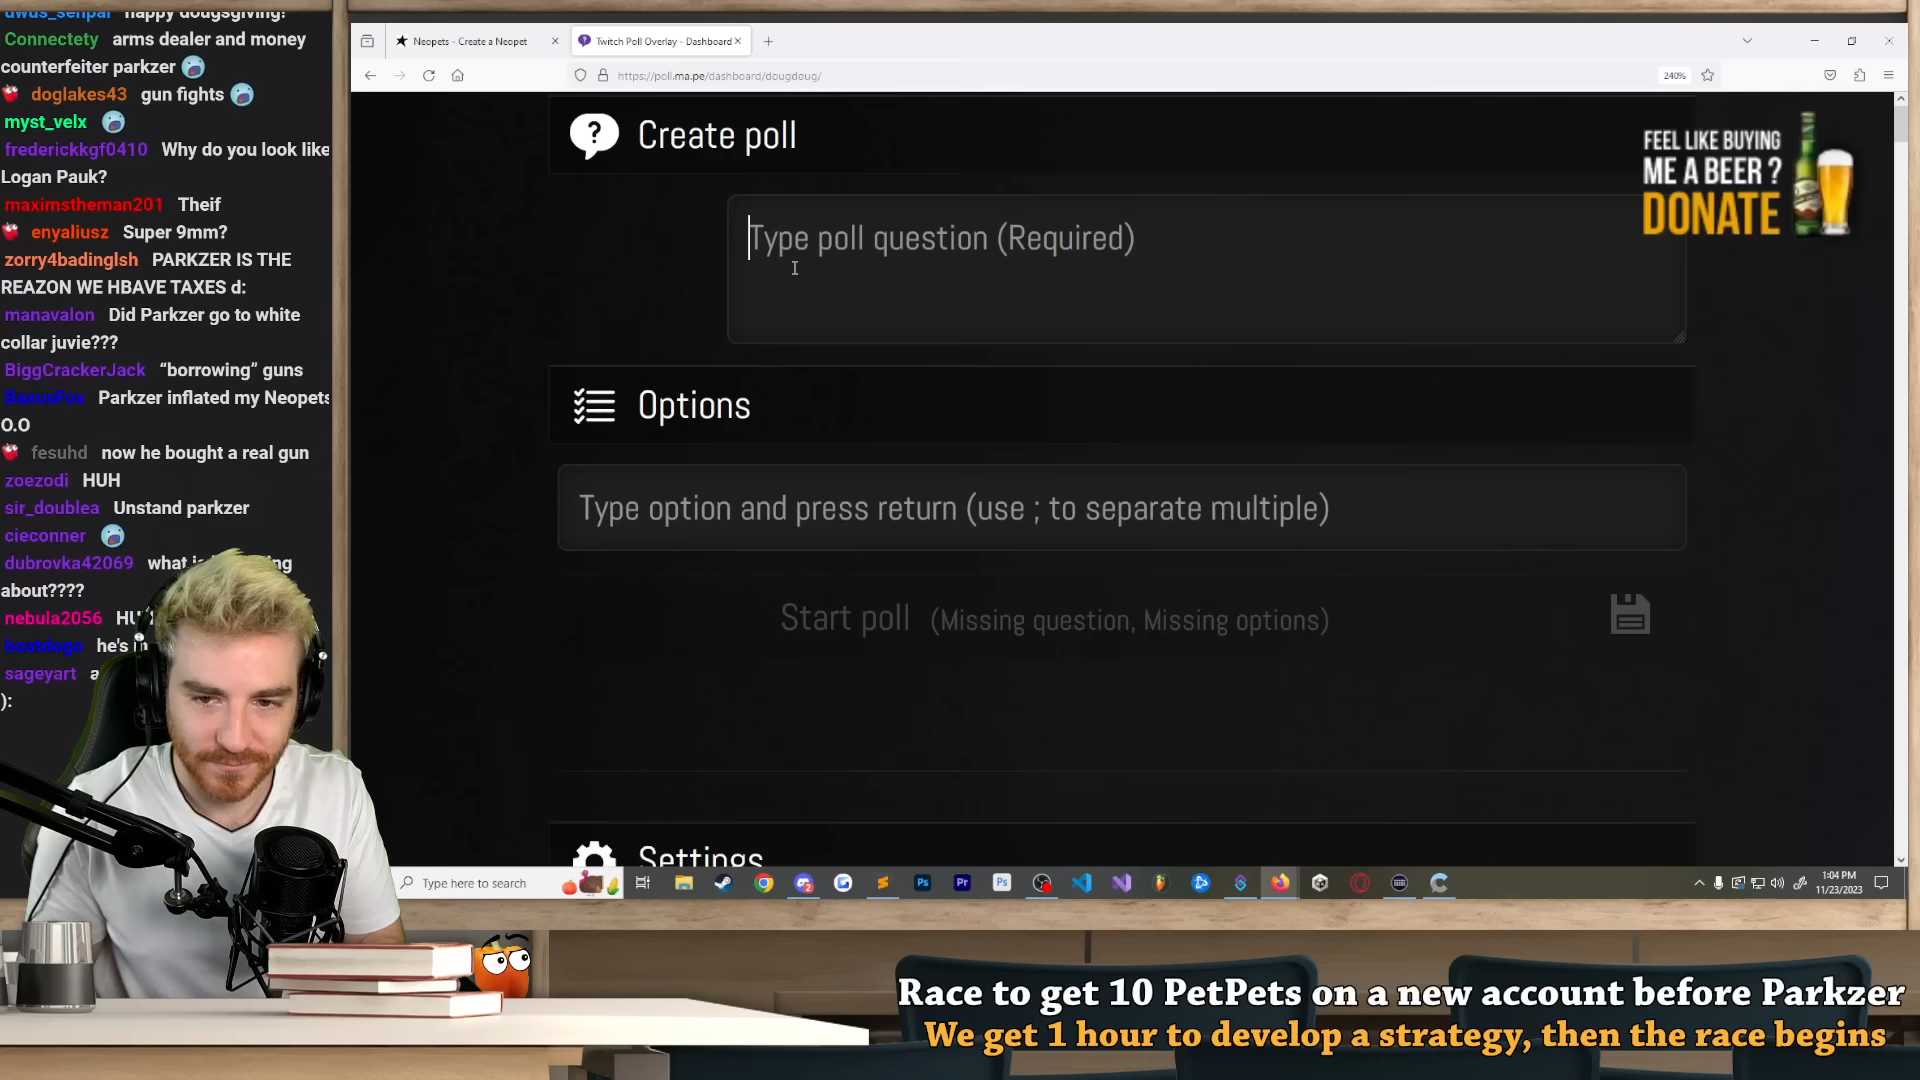 uwus_senpai happy dougsgiving!
Connectety arms dealer and money
counterfeiter parkzer
doglakes43 gun fights
myst_velx
frederickkgf0410 Why do you look like
Logan Pauk?
maximstheman201 Theif
enyaliusz Super 9mm?
zorry4badinglsh PARKZER IS THE
REAZON WE HBAVE TAXES d:
manavalon Did Parkzer go to white
collar juvie???
BiggCrackerJack “borrowing” guns
BaxusFox Parkzer inflated my Neopets
O.O
fesuhd now he bought a real gun
zoezodi HUH
sir_doublea Unstand parkzer
cieconner
dubrovka42069 what
about????
nebula2056
boatdogo he's
sageyart
):
Neopets - Create a Neopet
Twitch Poll Overlay - Dashboard
https://poll.ma.pe/dashboard/dougdoug/
240%
Create poll
Type poll question (Required)
FEEL LIKE BUYING
ME A BEER ?
DONATE
Options
Type option and press return (use ; to separate multiple)
Start poll (Missing question, Missing options)
Settings
Type here to search
1:04 PM
11/23/2023
Race to get 10 PetPets on a new account before Parkzer
We get 1 hour to develop a strategy, then the race begins